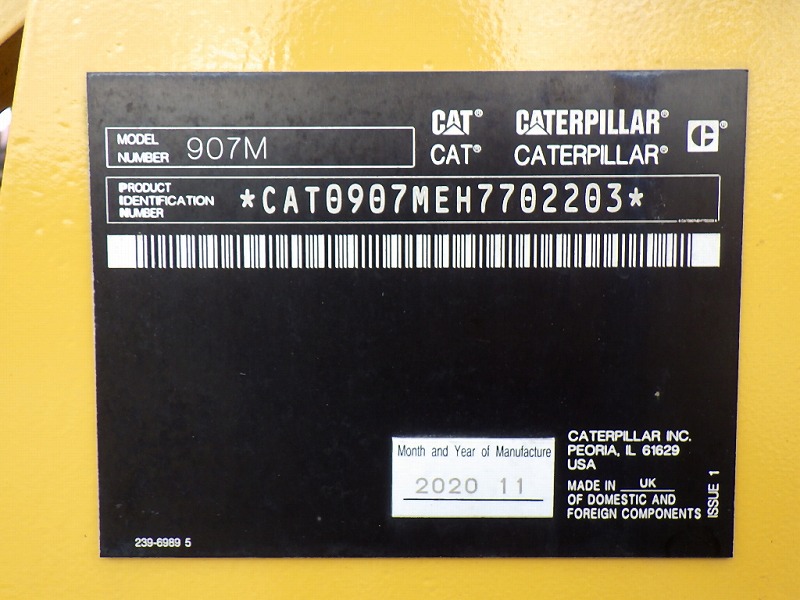 MODEL NUMBER 907M
CAT® CATERPILLAR®
CAT® CATERPILLAR®
PRODUCT
IDENTIFICATION
NUMBER
*CAT0907MEH7702203*
Month and Year of Manufacture
2020 11
CATERPILLAR INC.
PEORIA, IL 61629
USA
MADE IN UK
OF DOMESTIC AND
FOREIGN COMPONENTS
ISSUE 1
239-6989 5